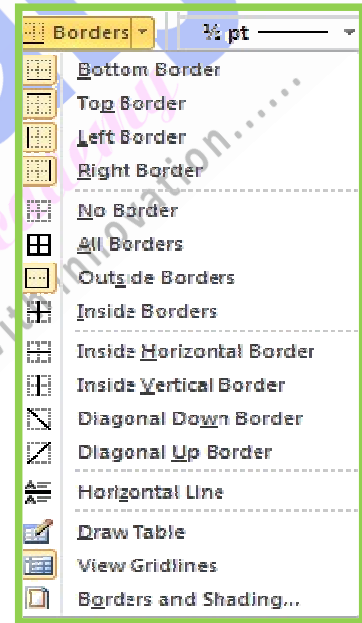 Borders ½ pt
Bottom Border
Top Border
Left Border
Right Border
No Border
All Borders
Outside Borders
Inside Borders
Inside Horizontal Border
Inside Vertical Border
Diagonal Down Border
Diagonal Up Border
Horizontal Line
Draw Table
View Gridlines
Borders and Shading...